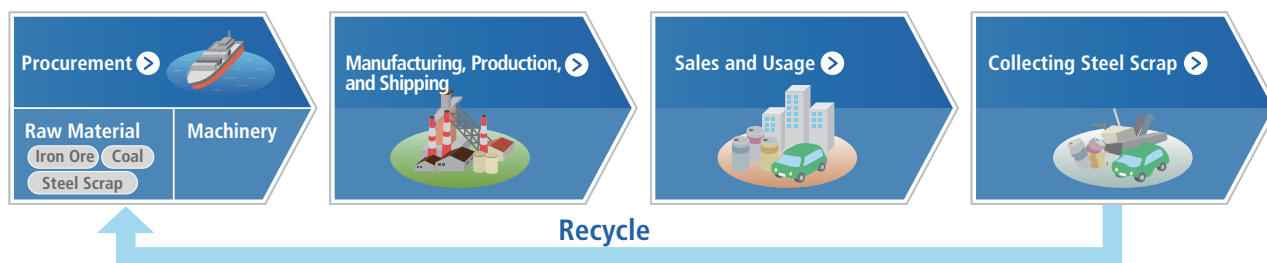 Procurement
Raw Material
Iron Ore
Coal
Steel Scrap
Machinery
Manufacturing, Production,
and Shipping
Sales and Usage
Collecting Steel Scrap
Recycle